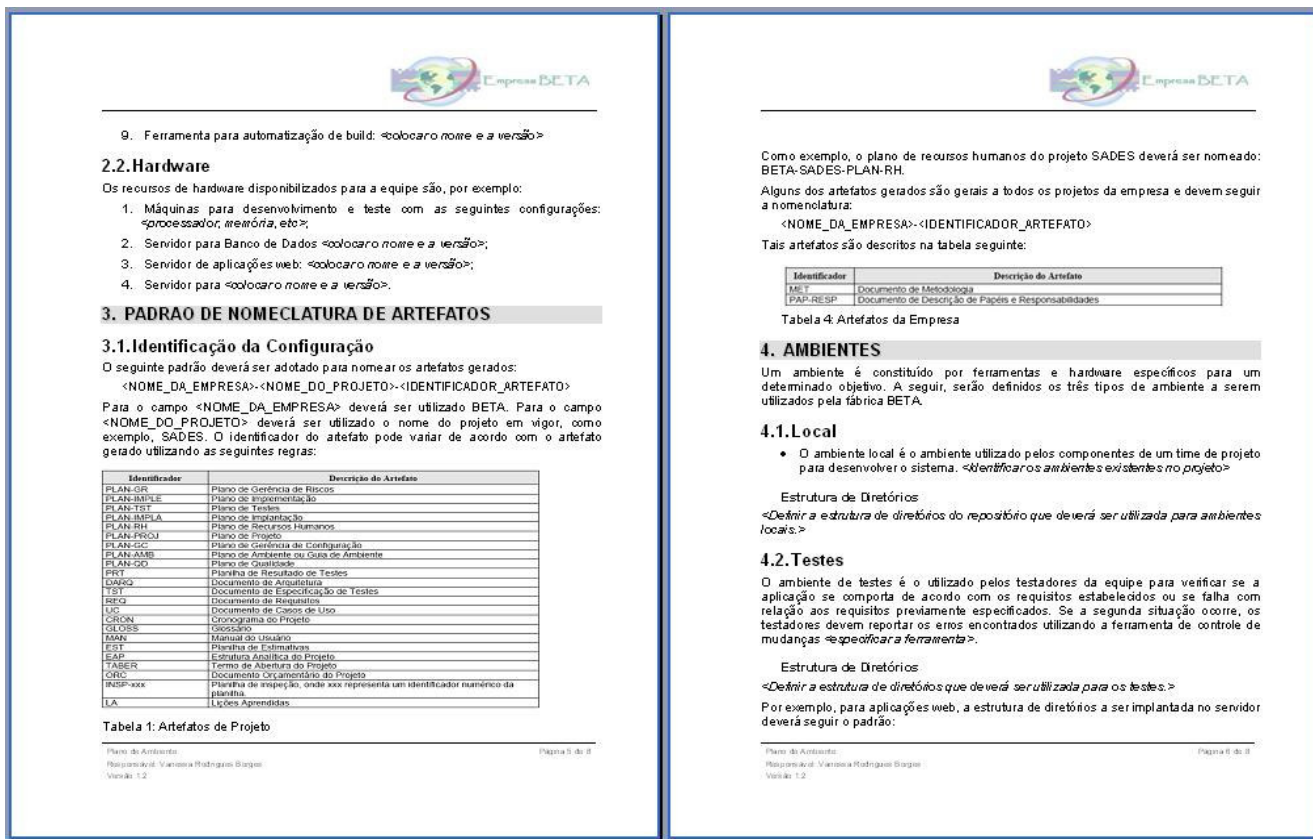 Empresa BETA
9. Ferramenta para automatização de build: <colocar o nome e a versão>
2.2. Hardware
Os recursos de hardware disponibilizados para a equipe são, por exemplo:
1. Máquinas para desenvolvimento e teste com as seguintes configurações:
<processador, memória, etc>;
2. Servidor para Banco de Dados <colocar o nome e a versão>;
3. Servidor de aplicações web: <colocar o nome e a versão>;
4. Servidor para <colocar o nome e a versão>.
3. PADRAO DE NOMECLATURA DE ARTEFATOS
3.1. Identificação da Configuração
O seguinte padrão deverá ser adotado para nomear os artefatos gerados:
<NOME_DA_EMPRESA>-<NOME_DO_PROJETO>-<IDENTIFICADOR_ARTEFATO>
Para o campo <NOME_DA_EMPRESA> deverá ser utilizado BETA. Para o campo
<NOME_DO_PROJETO> deverá ser utilizado o nome do projeto em vigor, como
exemplo, SADES. O identificador do artefato pode variar de acordo com o artefato
gerado utilizando as seguintes regras:
Identificador Descrição do Artefato
PLAN-GR Plano de Gerência de Riscos
PLAN-IMPLE Plano de Implementação
PLAN-TST Plano de Testes
PLAN-IMPLA Plano de Implantação
PLAN-RH Plano de Recursos Humanos
PLAN-PROJ Plano de Projeto
PLAN-GC Plano de Gerência de Configuração
PLAN-AMB Plano de Ambiente ou Guia de Ambiente
PLAN-QD Plano de Qualidade
PRT Planilha de Resultado de Testes
DARQ Documento de Arquitetura
TST Documento de Especificação de Testes
REQ Documento de Requisitos
UC Documento de Casos de Uso
CRON Cronograma do Projeto
GLOSS Glossário
MAN Manual do Usuário
EST Planilha de Estimativas
EAP Estrutura Analítica do Projeto
TABER Termo de Abertura do Projeto
ORC Documento Orçamentário do Projeto
INSP-xxx Planilha de inspeção, onde xxx representa um identificador numérico da
planilha.
LA Lições Aprendidas
Tabela 1: Artefatos de Projeto
Plano de Ambiente Página 5 de 8
Responsável: Vanessa Rodrigues Borges
Versão 1.2
Empresa BETA
Como exemplo, o plano de recursos humanos do projeto SADES deverá ser nomeado:
BETA-SADES-PLAN-RH.
Alguns dos artefatos gerados são gerais a todos os projetos da empresa e devem seguir
a nomenclatura:
<NOME_DA_EMPRESA>-<IDENTIFICADOR_ARTEFATO>
Tais artefatos são descritos na tabela seguinte:
Identificador Descrição do Artefato
MET Documento de Metodologia
PAP-RESP Documento de Descrição de Papéis e Responsabilidades
Tabela 4: Artefatos da Empresa
4. AMBIENTES
Um ambiente é constituído por ferramentas e hardware específicos para um
determinado objetivo. A seguir, serão definidos os três tipos de ambiente a serem
utilizados pela fábrica BETA.
4.1. Local
• O ambiente local é o ambiente utilizado pelos componentes de um time de projeto
para desenvolver o sistema. <Identificar os ambientes existentes no projeto>
Estrutura de Diretórios
<Definir a estrutura de diretórios do repositório que deverá ser utilizada para ambientes
locais.>
4.2. Testes
O ambiente de testes é o utilizado pelos testadores da equipe para verificar se a
aplicação se comporta de acordo com os requisitos estabelecidos ou se falha com
relação aos requisitos previamente especificados. Se a segunda situação ocorre, os
testadores devem reportar os erros encontrados utilizando a ferramenta de controle de
mudanças <especificar a ferramenta>.
Estrutura de Diretórios
<Definir a estrutura de diretórios que deverá ser utilizada para os testes.>
Por exemplo, para aplicações web, a estrutura de diretórios a ser implantada no servidor
deverá seguir o padrão:
Plano de Ambiente Página 6 de 8
Responsável: Vanessa Rodrigues Borges
Versão 1.2